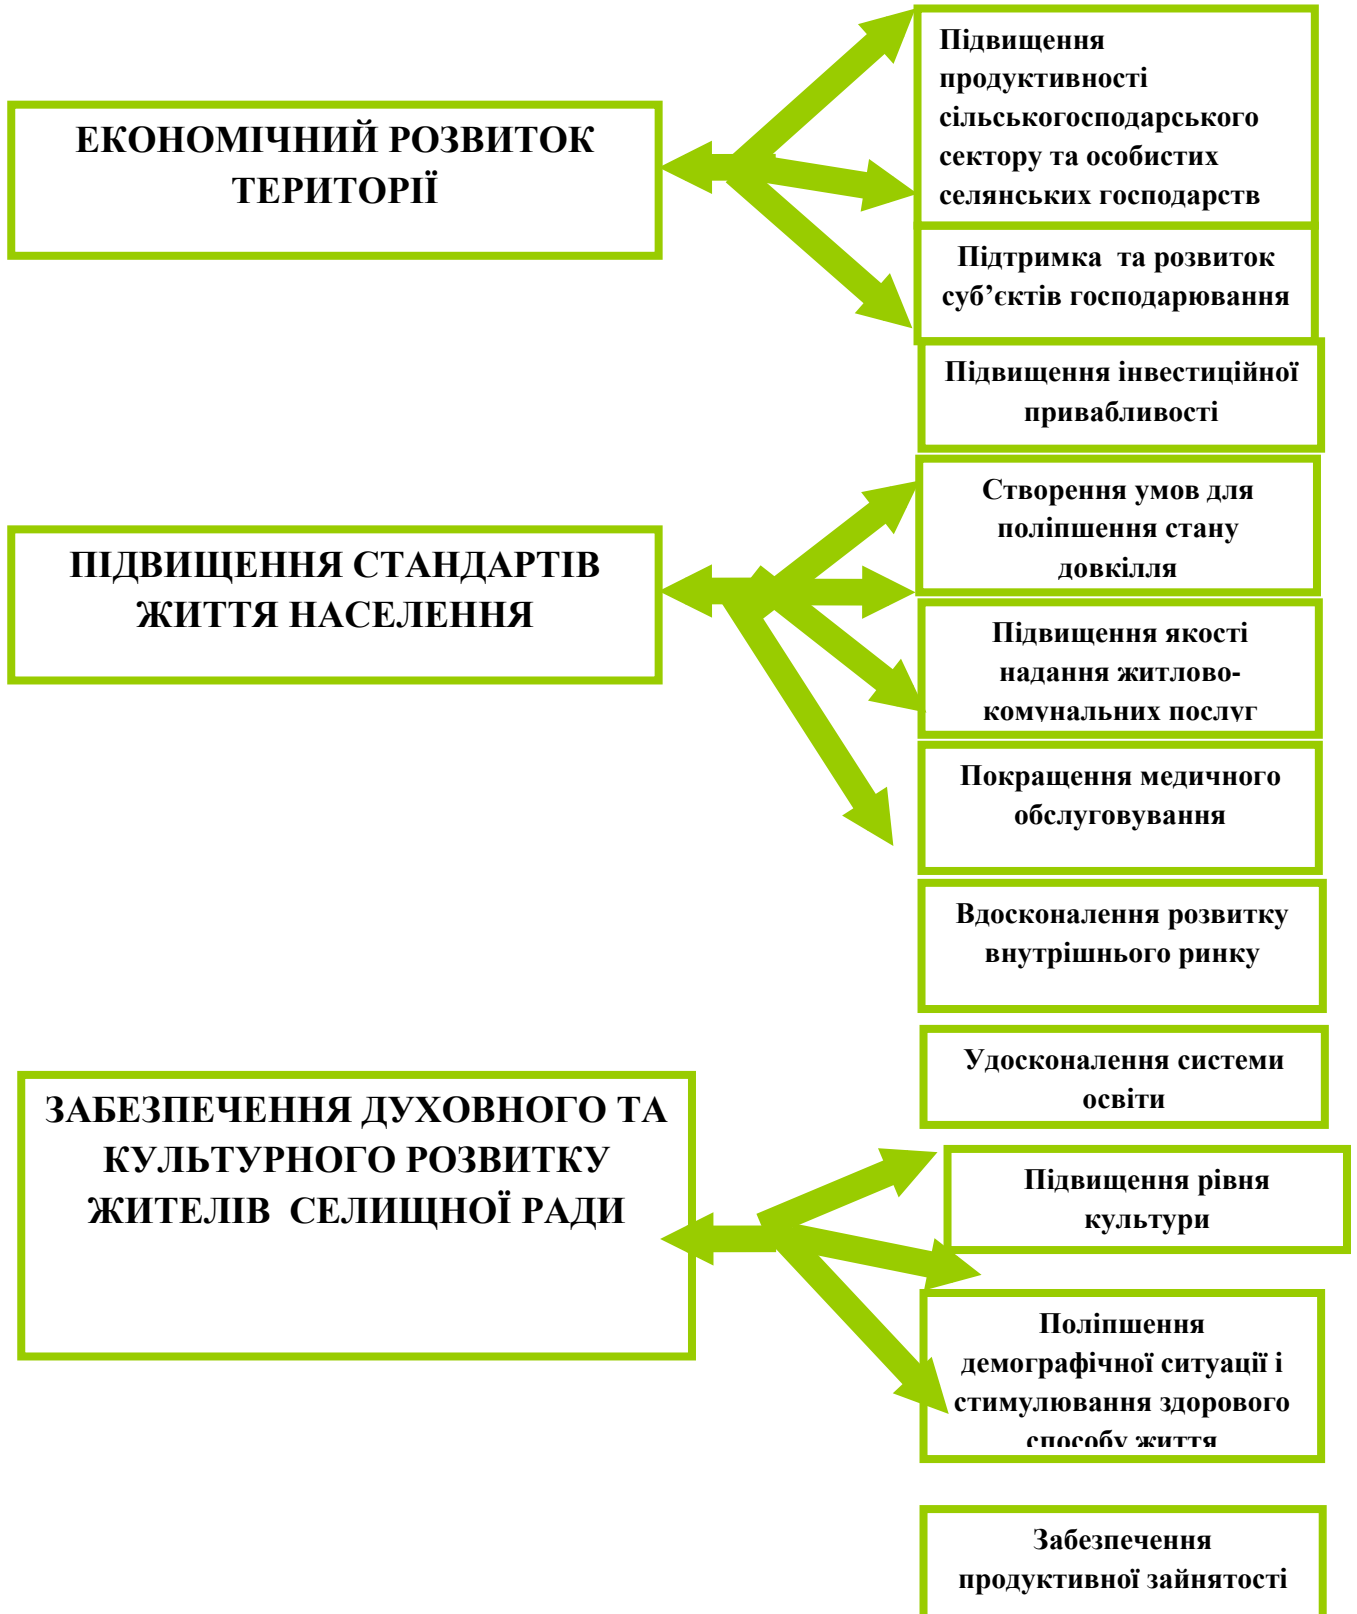 ЕКОНОМІЧНИЙ РОЗВИТОК
ТЕРИТОРІЇ
Підвищення
продуктивності
сільськогосподарського
сектору та особистих
селянських господарств
Підтримка та розвиток
суб’єктів господарювання
Підвищення інвестиційної
привабливості
ПІДВИЩЕННЯ СТАНДАРТІВ
ЖИТТЯ НАСЕЛЕННЯ
Створення умов для
поліпшення стану
довкілля
Підвищення якості
надання житлово-
комунальних послуг
Покращення медичного
обслуговування
Вдосконалення розвитку
внутрішнього ринку
ЗАБЕЗПЕЧЕННЯ ДУХОВНОГО ТА
КУЛЬТУРНОГО РОЗВИТКУ
ЖИТЕЛІВ СЕЛИЩНОЇ РАДИ
Удосконалення системи
освіти
Підвищення рівня
культури
Поліпшення
демографічної ситуації і
стимулювання здорового
способу життя
Забезпечення
продуктивної зайнятості